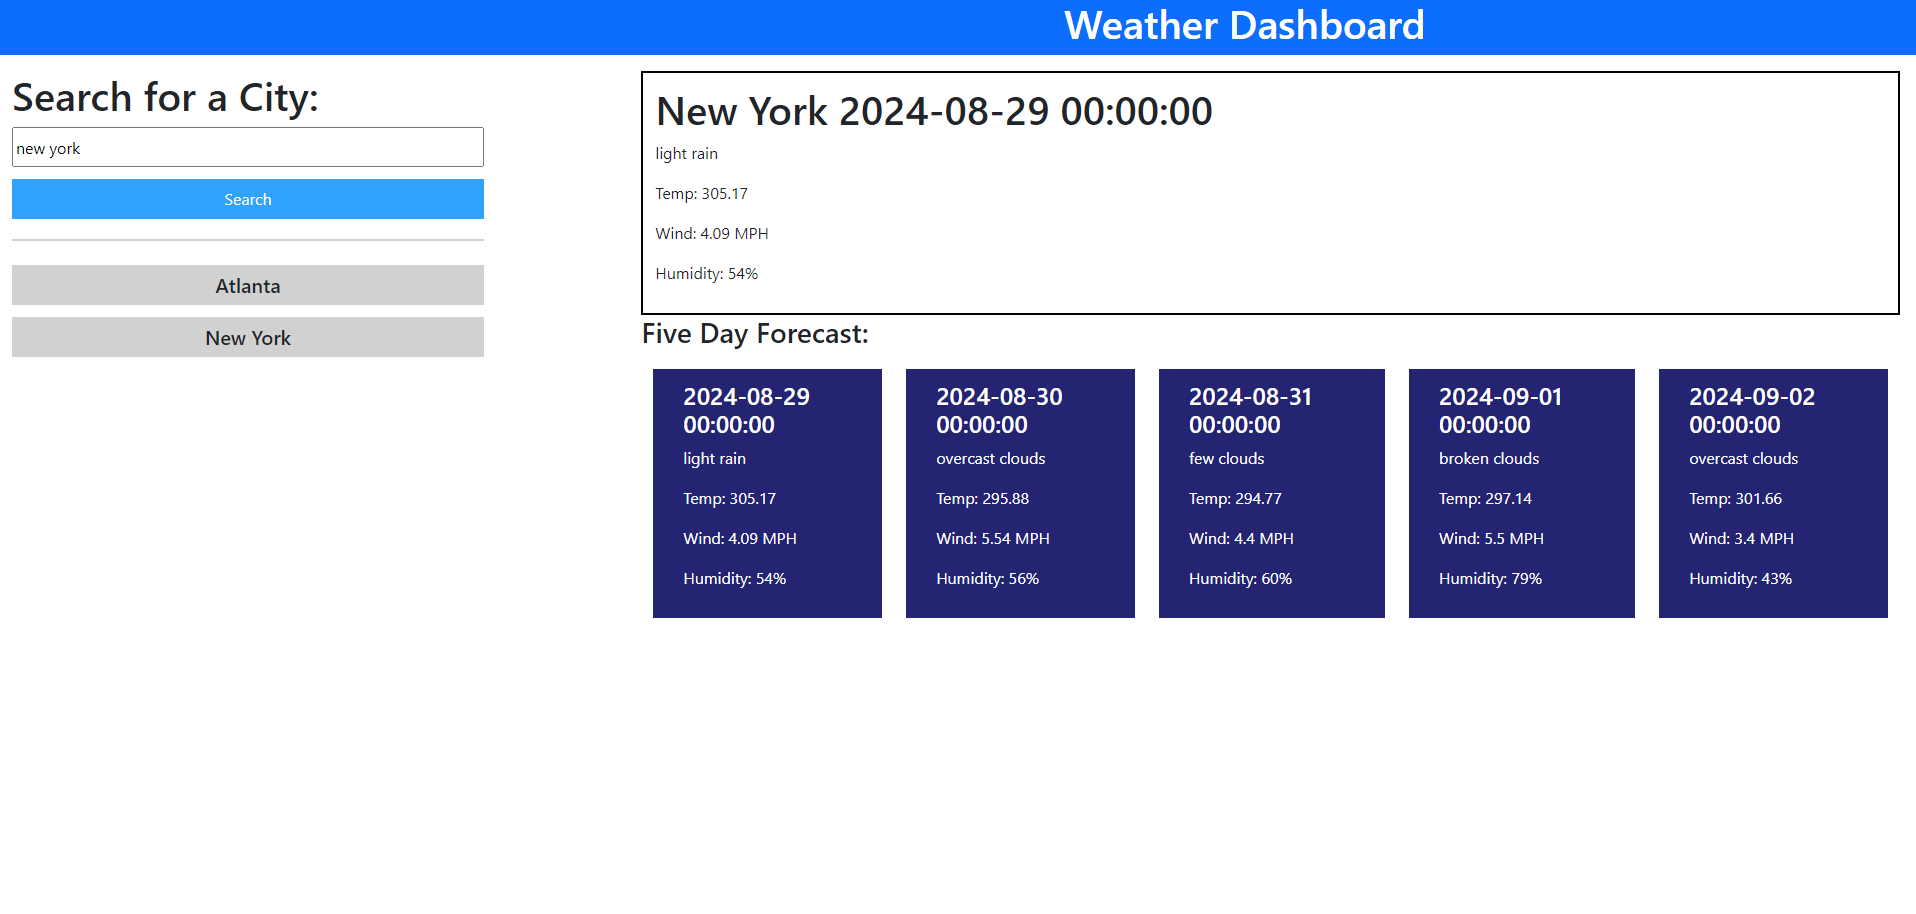 Weather Dashboard
Search for a City:
new york
Search
Atlanta
New York
New York 2024-08-29 00:00:00
light rain
Temp: 305.17
Wind: 4.09 MPH
Humidity: 54%
Five Day Forecast:
2024-08-29
00:00:00
light rain
Temp: 305.17
Wind: 4.09 MPH
Humidity: 54%
2024-08-30
00:00:00
overcast clouds
Temp: 295.88
Wind: 5.54 MPH
Humidity: 56%
2024-08-31
00:00:00
few clouds
Temp: 294.77
Wind: 4.4 MPH
Humidity: 60%
2024-09-01
00:00:00
broken clouds
Temp: 297.14
Wind: 5.5 MPH
Humidity: 79%
2024-09-02
00:00:00
overcast clouds
Temp: 301.66
Wind: 3.4 MPH
Humidity: 43%